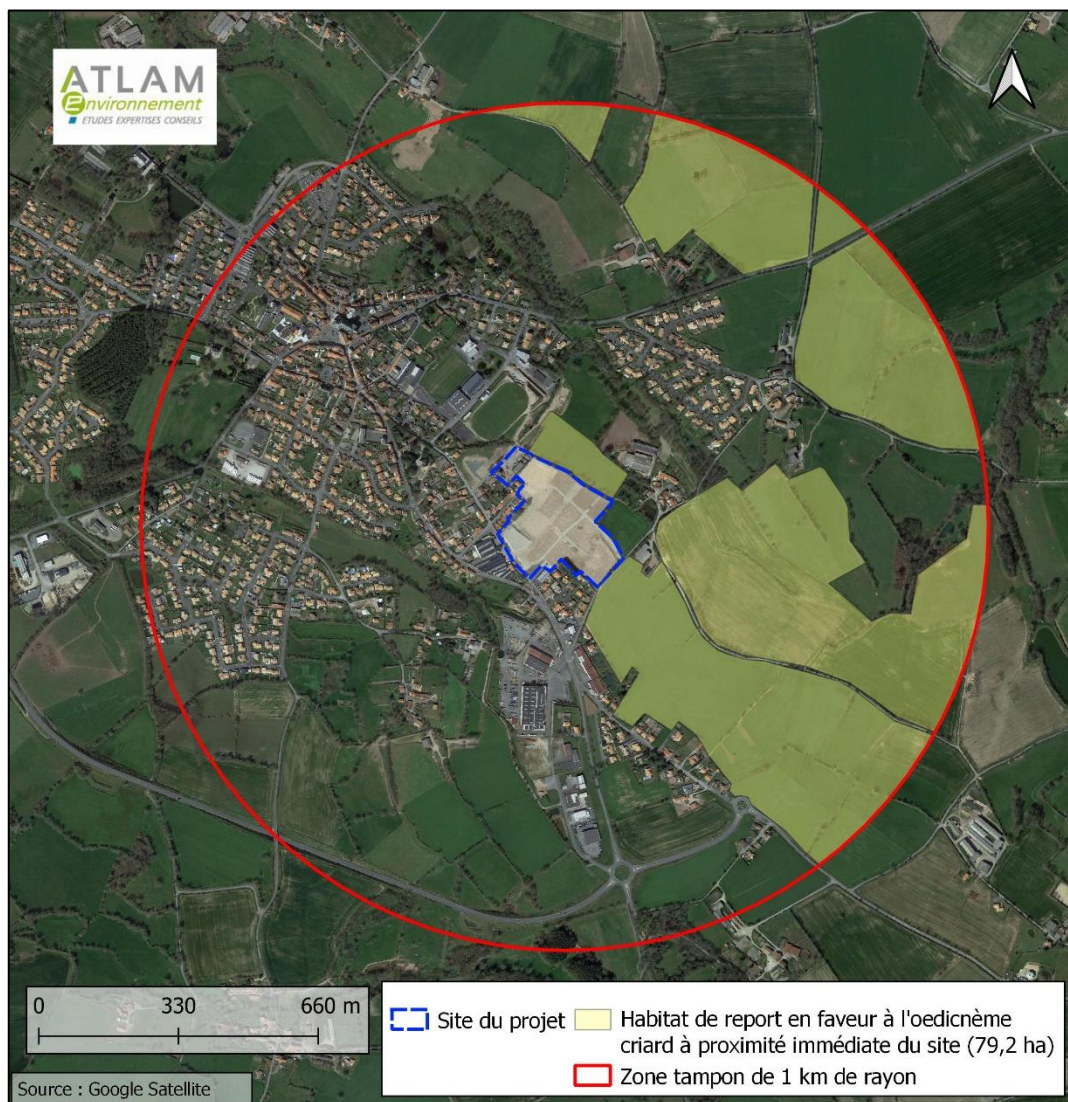 ATLAM
environnement
ETUDES EXPERTISES CONSEILS
0 330 660 m
Source : Google Satellite
Site du projet
Habitat de report en faveur à l'oedicnème
criard à proximité immédiate du site (79,2 ha)
Zone tampon de 1 km de rayon